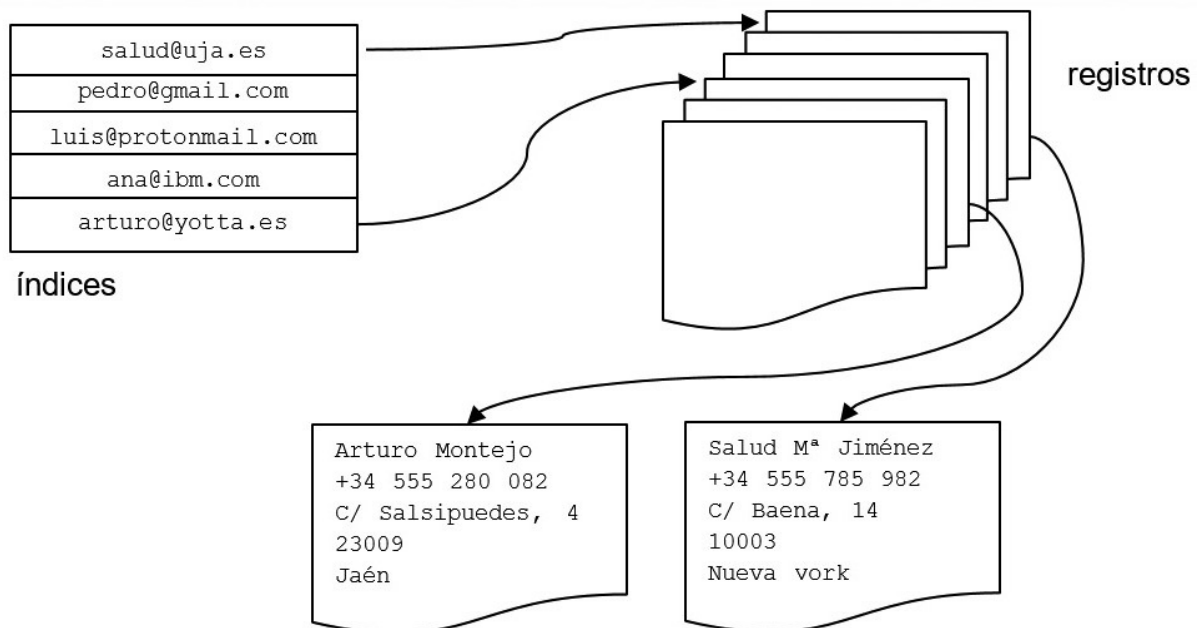 salud@uja.es
pedro@gmail.com
luis@protonmail.com
ana@ibm.com
arturo@yotta.es
índices
registros
Arturo Montejo
+34 555 280 082
C/ Salsipuedes, 4
23009
Jaén
Salud Mª Jiménez
+34 555 785 982
C/ Baena, 14
10003
Nueva vork